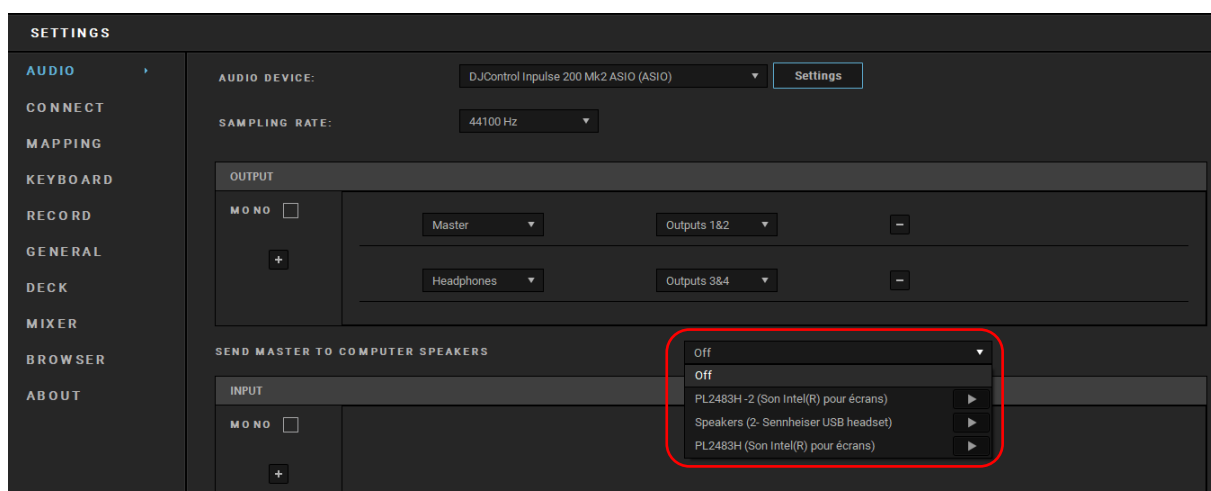 SETTINGS
AUDIO
CONNECT
MAPPING
KEYBOARD
RECORD
GENERAL
DECK
MIXER
BROWSER
ABOUT
AUDIO DEVICE:
DJControl Inpulse 200 Mk2 ASIO (ASIO)
Settings
SAMPLING RATE:
44100 Hz
OUTPUT
MONO
+
Master
Outputs 1&2
Headphones
Outputs 3&4
SEND MASTER TO COMPUTER SPEAKERS
Off
Off
PL2483H -2 (Son Intel(R) pour écrans)
Speakers (2- Sennheiser USB headset)
PL2483H (Son Intel(R) pour écrans)
INPUT
MONO
+